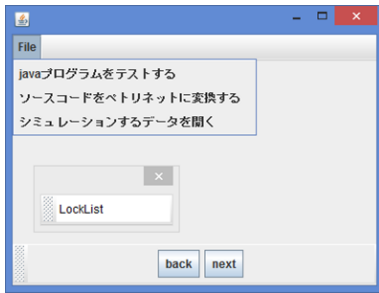 File
javaプログラムをテストする
ソースコードをペトリネットに変換する
シミュレーションするデータを開く
LockList
back next